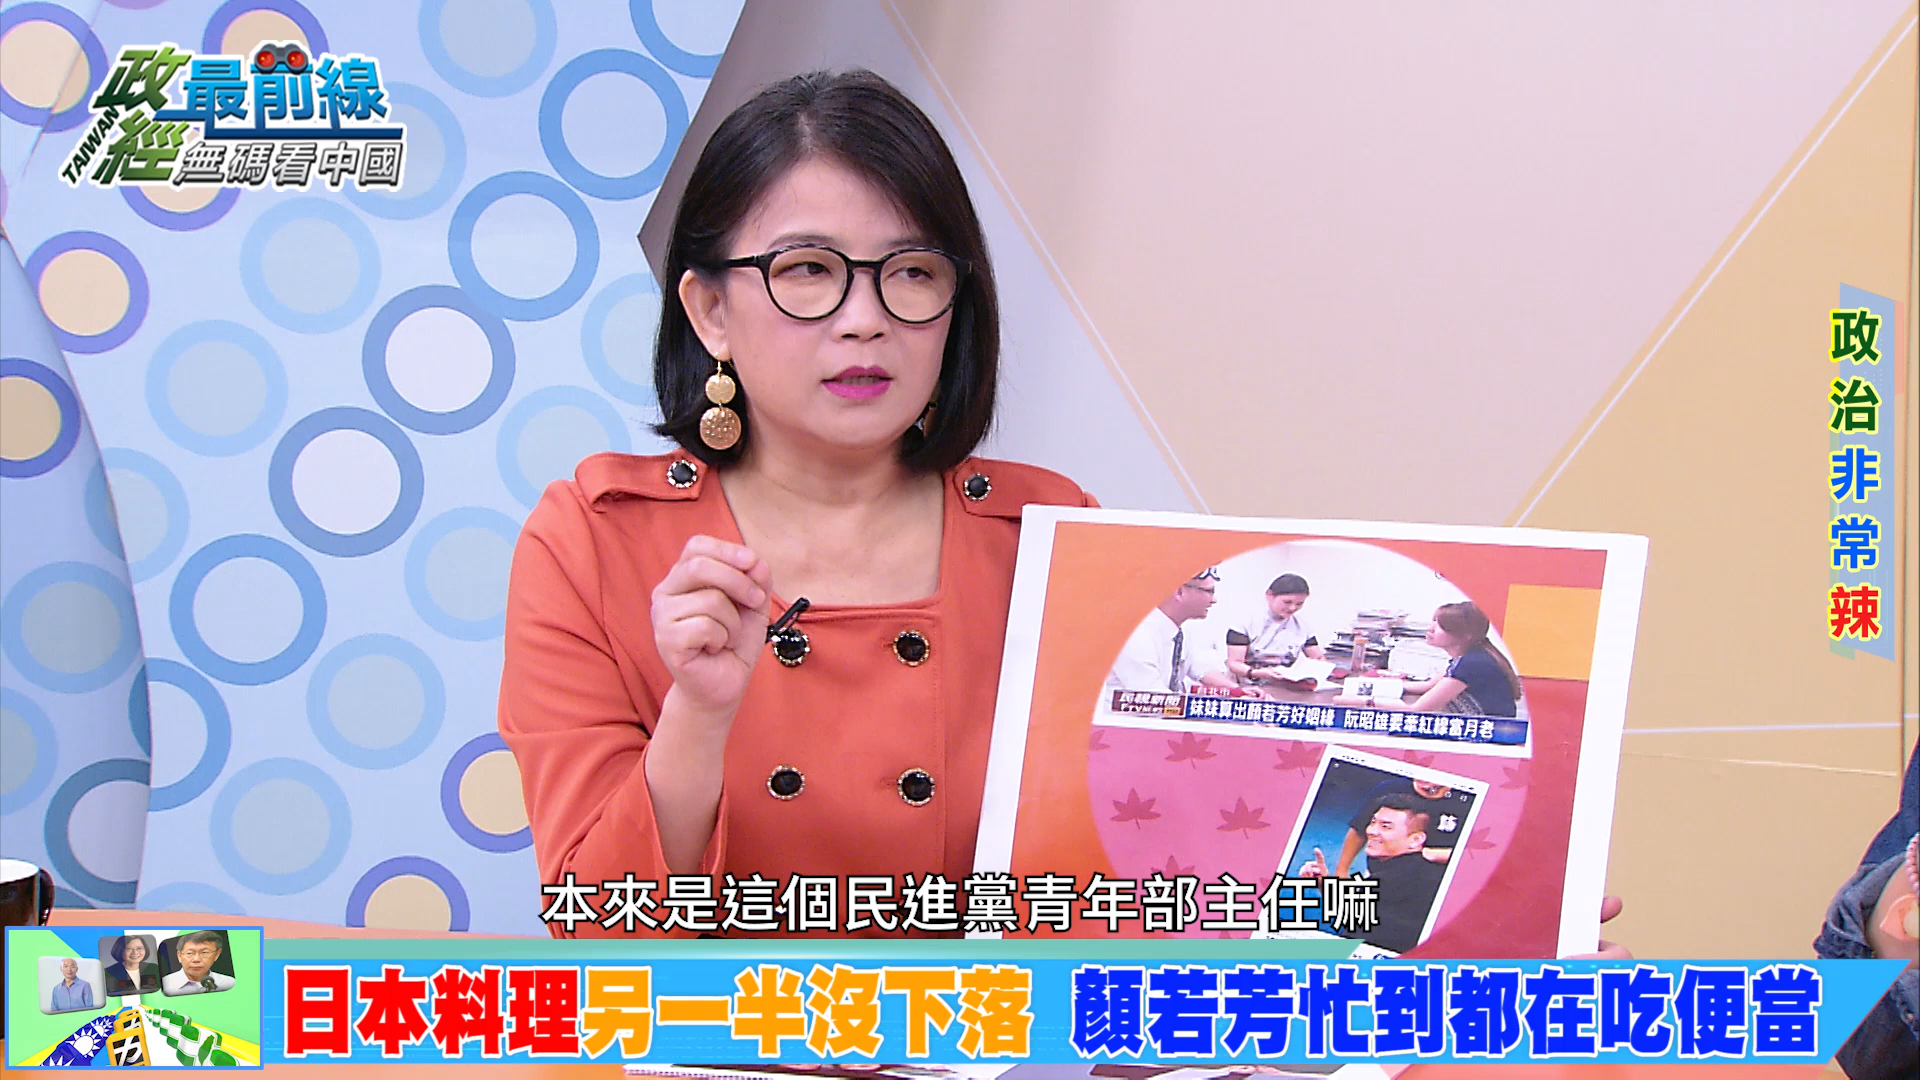 政經最前線
TAIWAN
無碼看中國
政治非常辣
台北市
民視新聞
FTVNEWS
妹妹算出顏若芳好姻緣 阮昭雄要牽紅線當月老
本來是這個民進黨青年部主任嘛
日本料理另一半沒下落 顏若芳忙到都在吃便當